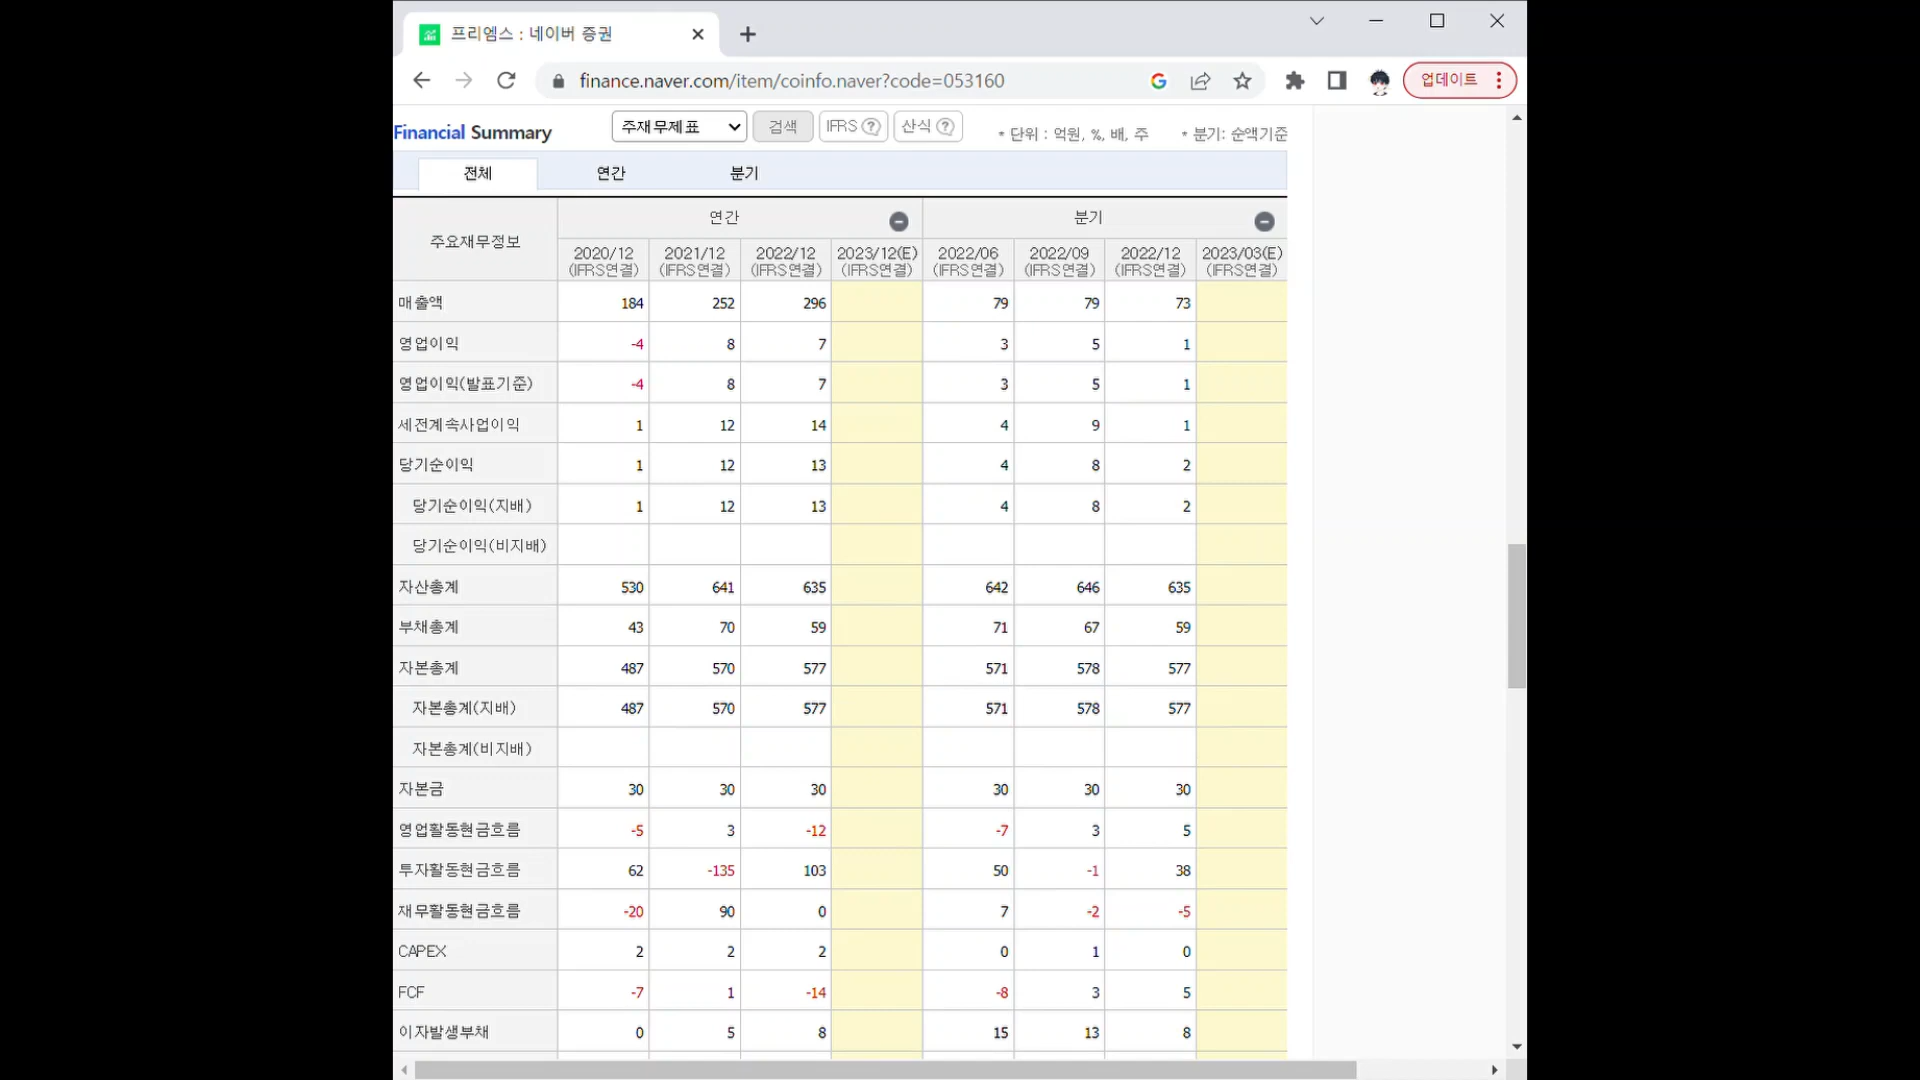 프리엠스 : 네이버 증권
finance.naver.com/item/coinfo.naver?code=053160
업데이트
Financial Summary
주재무제표
검색
IFRS ?
산식 ?
* 단위 : 억원, %, 배, 주
* 분기: 순액기준
전체 연간 분기
주요재무정보 연간 분기
2020/12 2021/12 2022/12 2023/12(E) 2022/06 2022/09 2022/12 2023/03(E)
(IFRS연결) (IFRS연결) (IFRS연결) (IFRS연결) (IFRS연결) (IFRS연결) (IFRS연결) (IFRS연결)
매출액 184 252 296 79 79 73
영업이익 -4 8 7 3 5 1
영업이익(발표기준) -4 8 7 3 5 1
세전계속사업이익 1 12 14 4 9 1
당기순이익 1 12 13 4 8 2
당기순이익(지배) 1 12 13 4 8 2
당기순이익(비지배)
자산총계 530 641 635 642 646 635
부채총계 43 70 59 71 67 59
자본총계 487 570 577 571 578 577
자본총계(지배) 487 570 577 571 578 577
자본총계(비지배)
자본금 30 30 30 30 30 30
영업활동현금흐름 -5 3 -12 -7 3 5
투자활동현금흐름 62 -135 103 50 -1 38
재무활동현금흐름 -20 90 0 7 -2 -5
CAPEX 2 2 2 0 1 0
FCF -7 1 -14 -8 3 5
이자발생부채 0 5 8 15 13 8